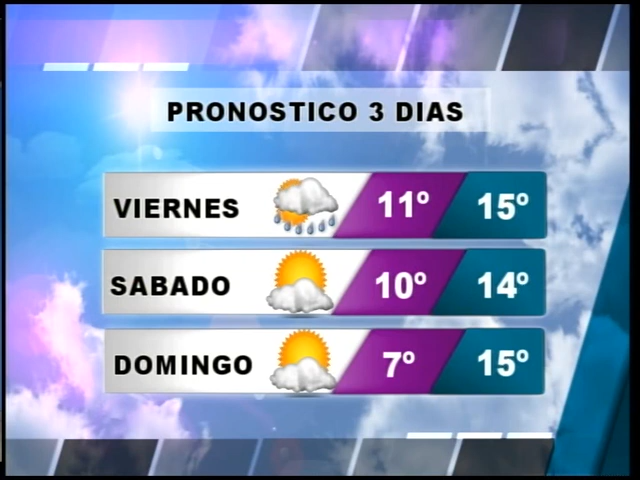 PRONOSTICO 3 DIAS
VIERNES 11º 15º
SABADO 10º 14º
DOMINGO 7º 15º